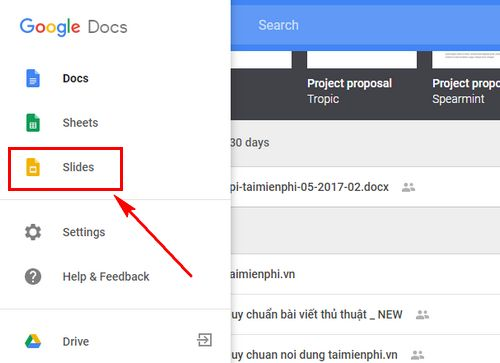 Google Docs
Docs
Sheets
Slides
Settings
Help & Feedback
Drive
Search
Project proposal
Tropic
Project propo
Spearmint
30 days
pi-taimienphi-05-2017-02.docx
aimienphi.vn
uy chuẩn bài viết thủ thuật _ NEW
uy chuan noi dung taimienphi.vn